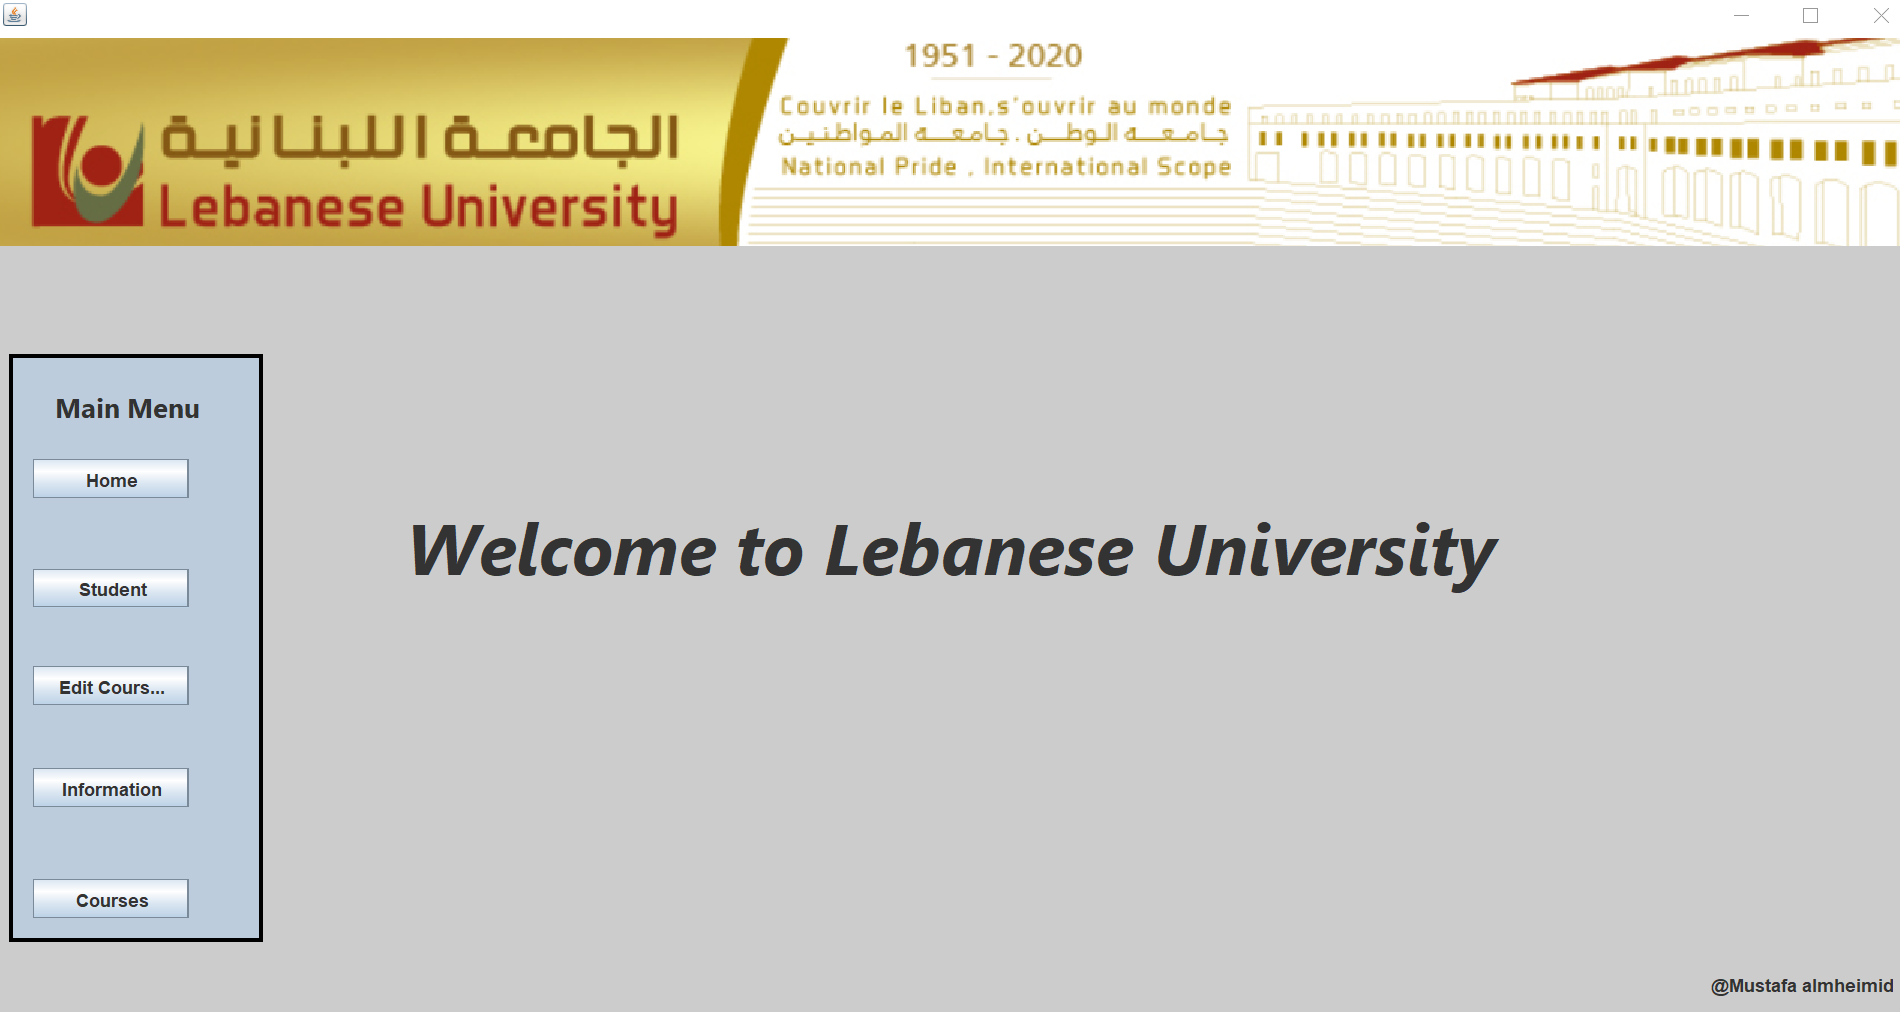 الجامعة اللبنانية
Lebanese University
1951 - 2020
Couvrir le Liban,s'ouvrir au monde
جامعة الوطن . جامعة المواطنين
National Pride , International Scope
Main Menu
Home
Student
Edit Cours...
Information
Courses
Welcome to Lebanese University
@Mustafa almheimid